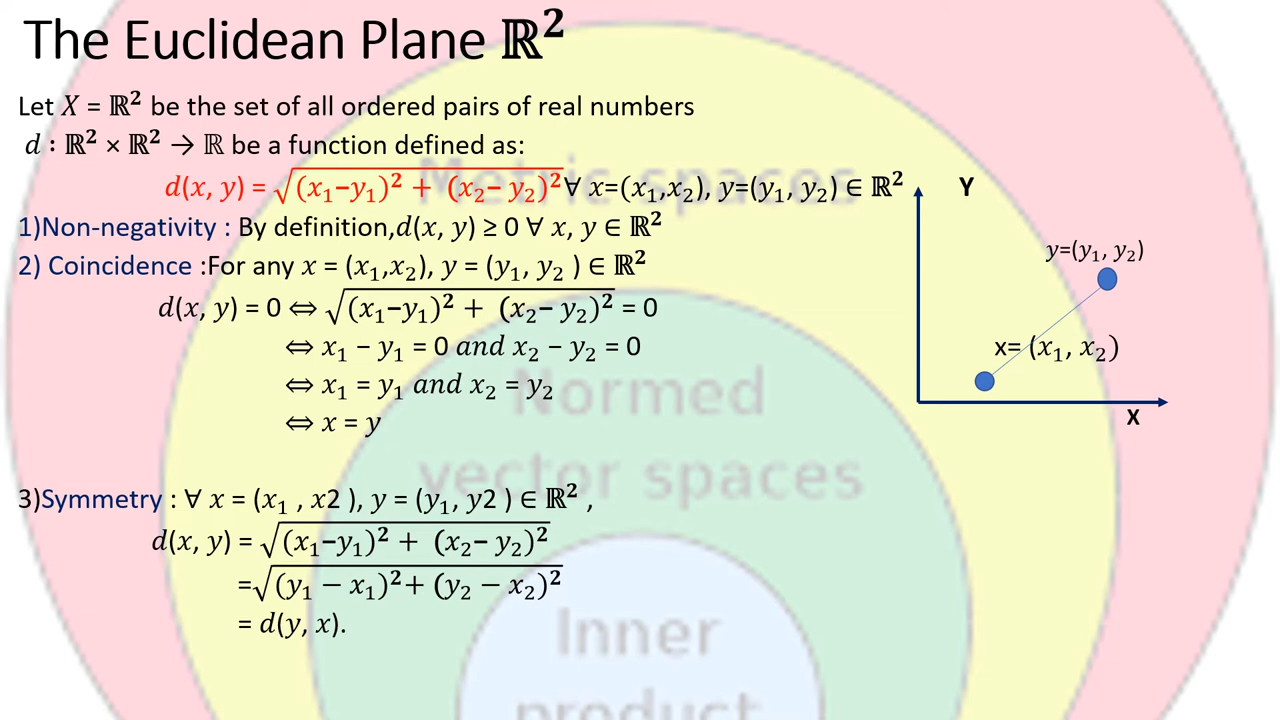 The Euclidean Plane ℝ²
Let X = ℝ² be the set of all ordered pairs of real numbers
d : ℝ² × ℝ² → ℝ be a function defined as:
d(x, y) = √((x₁−y₁)² + (x₂− y₂)²) ∀ x=(x₁,x₂), y=(y₁, y₂) ∈ ℝ²
1)Non-negativity : By definition,d(x, y) ≥ 0 ∀ x, y ∈ ℝ²
2) Coincidence :For any x = (x₁,x₂), y = (y₁, y₂ ) ∈ ℝ²
d(x, y) = 0 ⇔ √((x₁−y₁)² + (x₂− y₂)²) = 0
⇔ x₁ − y₁ = 0 and x₂ − y₂ = 0
⇔ x₁ = y₁ and x₂ = y₂
⇔ x = y
3)Symmetry : ∀ x = (x₁ , x2 ), y = (y₁, y2 ) ∈ ℝ² ,
d(x, y) = √((x₁−y₁)² + (x₂− y₂)²)
=√((y₁ − x₁)²+ (y₂ − x₂)²)
= d(y, x).
Y
y=(y₁, y₂)
x= (x₁, x₂)
X
Metric spaces
Normed
vector spaces
Inner
product